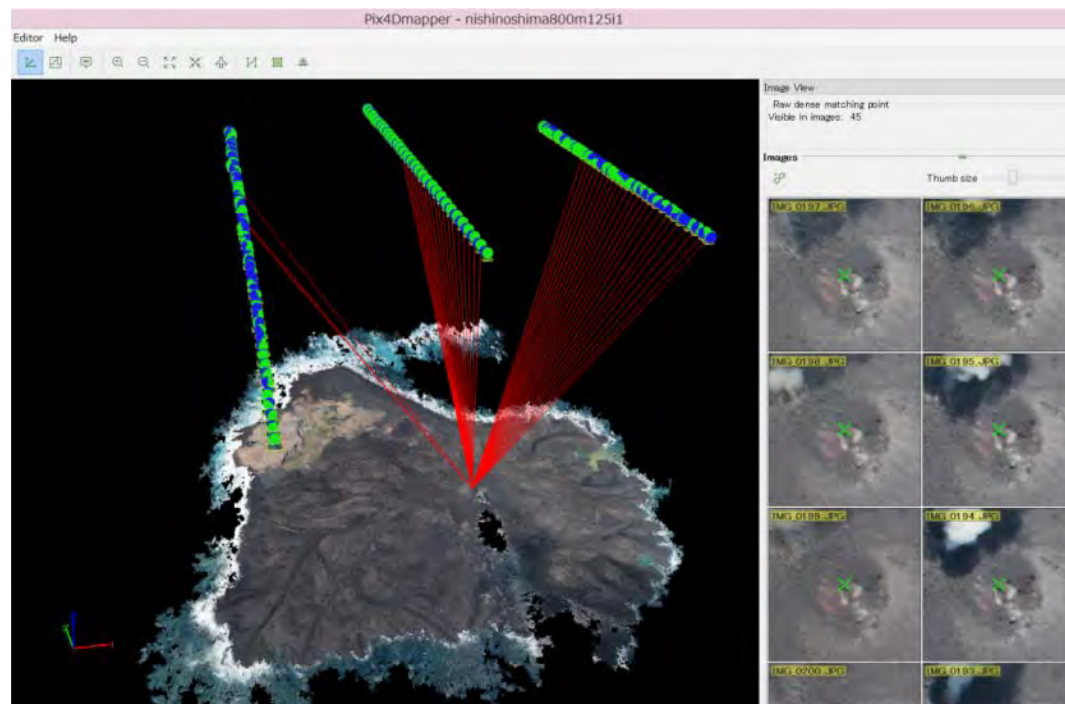 Pix4Dmapper - nishinoshima800m125i1
Editor Help
Image View
Raw dense matching point
Visible in images: 45
Images
Thumb size
IMG_0197.JPG
IMG_0196.JPG
IMG_0198.JPG
IMG_0195.JPG
IMG_0199.JPG
IMG_0194.JPG
IMG_0200.JPG
IMG_0193.JPG